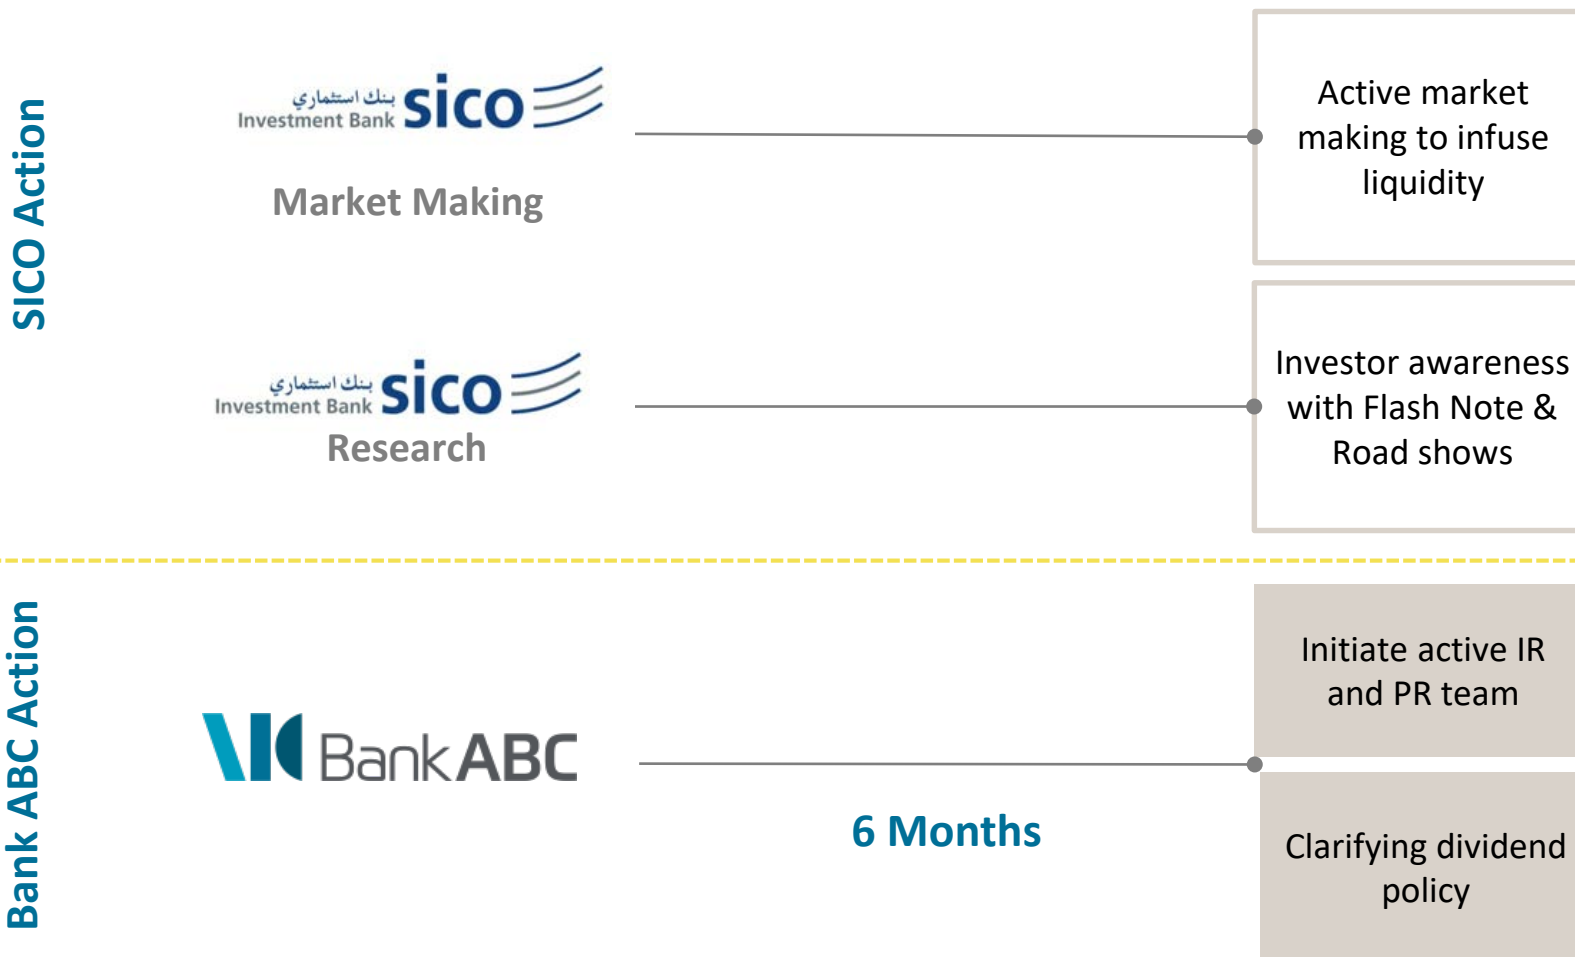 SICO Action
بنك استثماري
Investment Bank sico
Market Making
Active market
making to infuse
liquidity
بنك استثماري
Investment Bank sico
Research
Investor awareness
with Flash Note &
Road shows
Bank ABC Action
Bank ABC
6 Months
Initiate active IR
and PR team
Clarifying dividend
policy